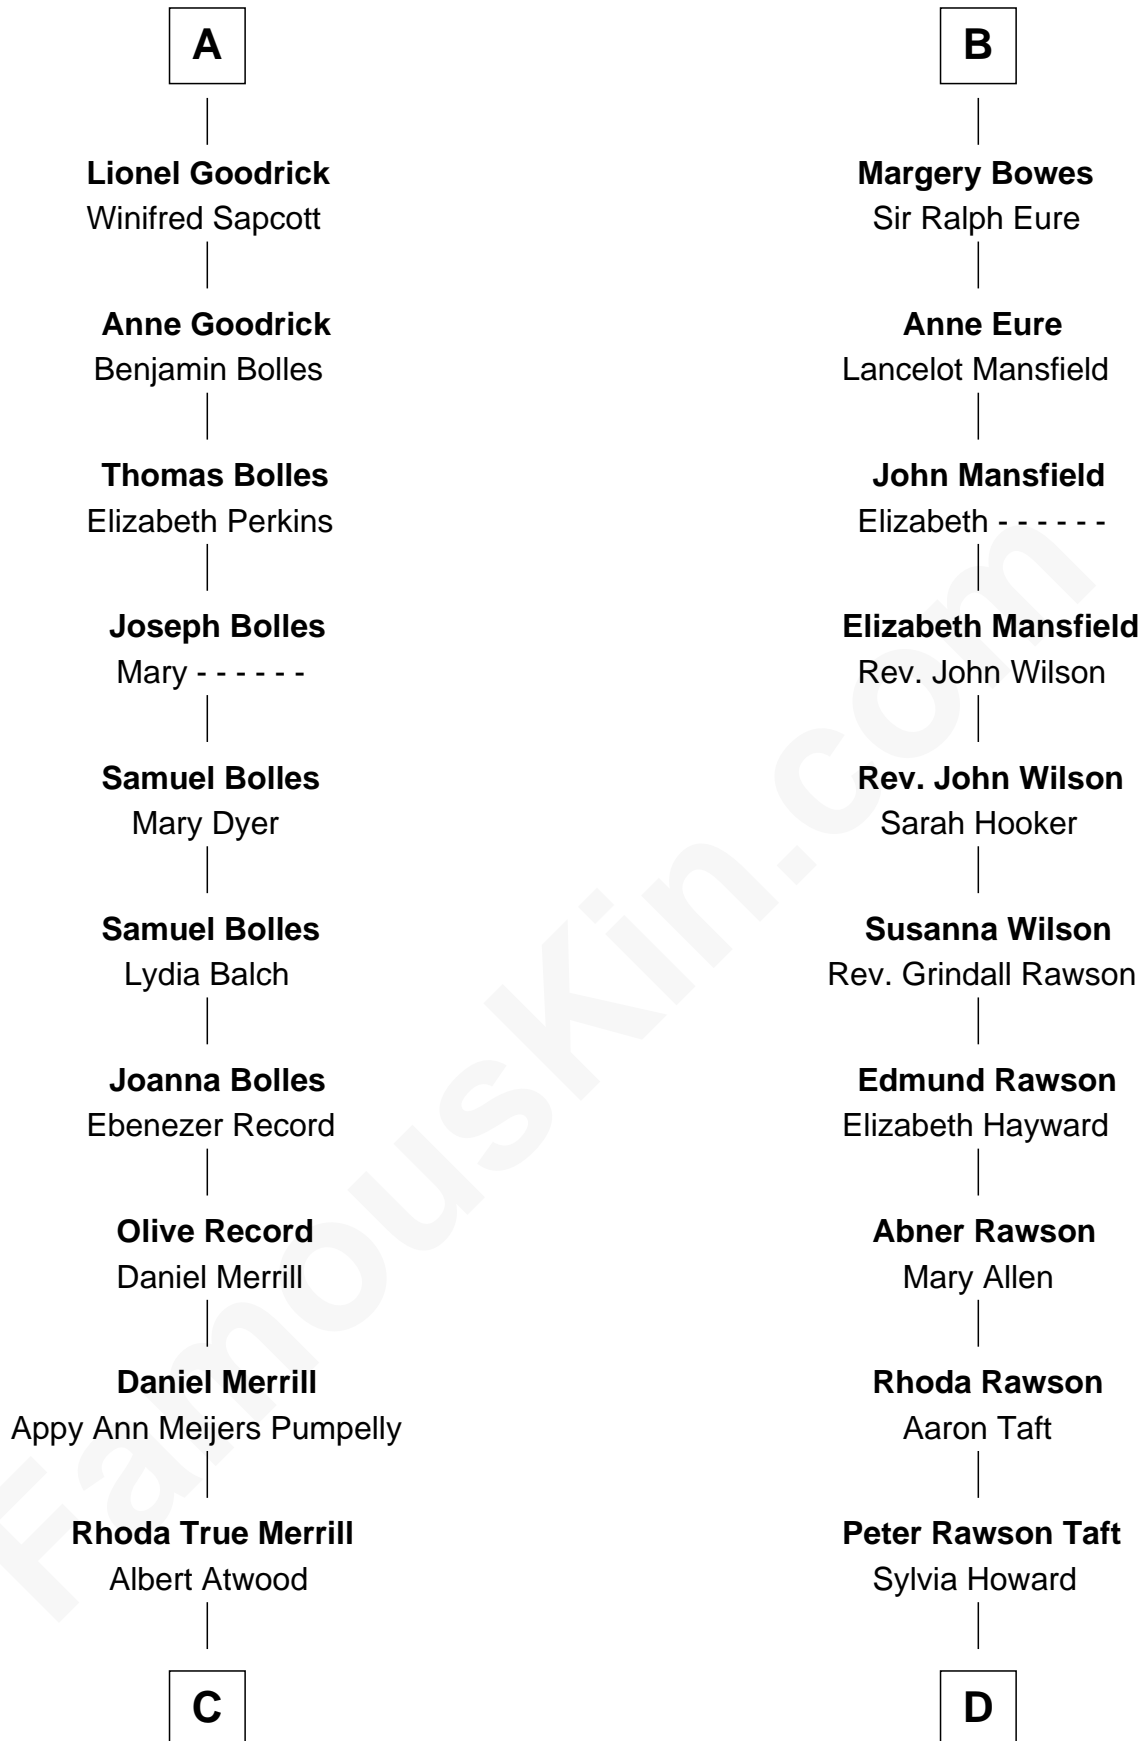 A
Lionel Goodrick
Winifred Sapcott
Anne Goodrick
Benjamin Bolles
Thomas Bolles
Elizabeth Perkins
Joseph Bolles
Mary - - - - - -
Samuel Bolles
Mary Dyer
Samuel Bolles
Lydia Balch
Joanna Bolles
Ebenezer Record
Olive Record
Daniel Merrill
Daniel Merrill
Appy Ann Meijers Pumpelly
Rhoda True Merrill
Albert Atwood
C
B
Margery Bowes
Sir Ralph Eure
Anne Eure
Lancelot Mansfield
John Mansfield
Elizabeth - - - - - -
Elizabeth Mansfield
Rev. John Wilson
Rev. John Wilson
Sarah Hooker
Susanna Wilson
Rev. Grindall Rawson
Edmund Rawson
Elizabeth Hayward
Abner Rawson
Mary Allen
Rhoda Rawson
Aaron Taft
Peter Rawson Taft
Sylvia Howard
D
FamousKin.com